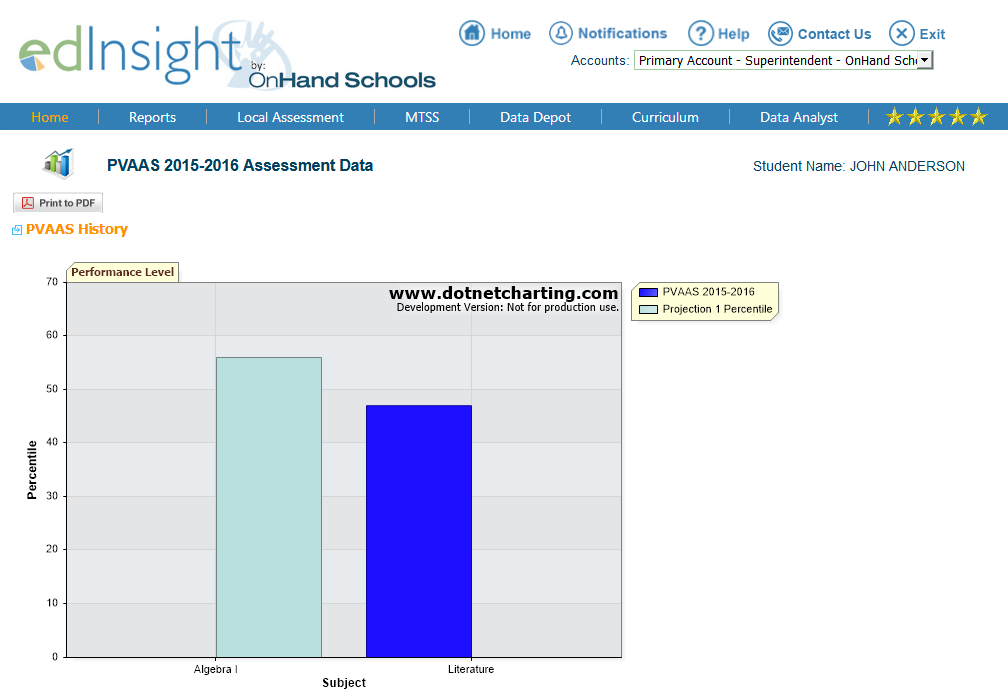 edInsight
by:
OnHand Schools
Home Notifications Help Contact Us Exit
Accounts: Primary Account - Superintendent - OnHand Scho
Home Reports Local Assessment MTSS Data Depot Curriculum Data Analyst
PVAAS 2015-2016 Assessment Data
Student Name: JOHN ANDERSON
Print to PDF
PVAAS History
Performance Level
www.dotnetcharting.com
Development Version: Not for production use.
PVAAS 2015-2016
Projection 1 Percentile
Percentile
70
60
50
40
30
20
10
0
Algebra I Literature
Subject